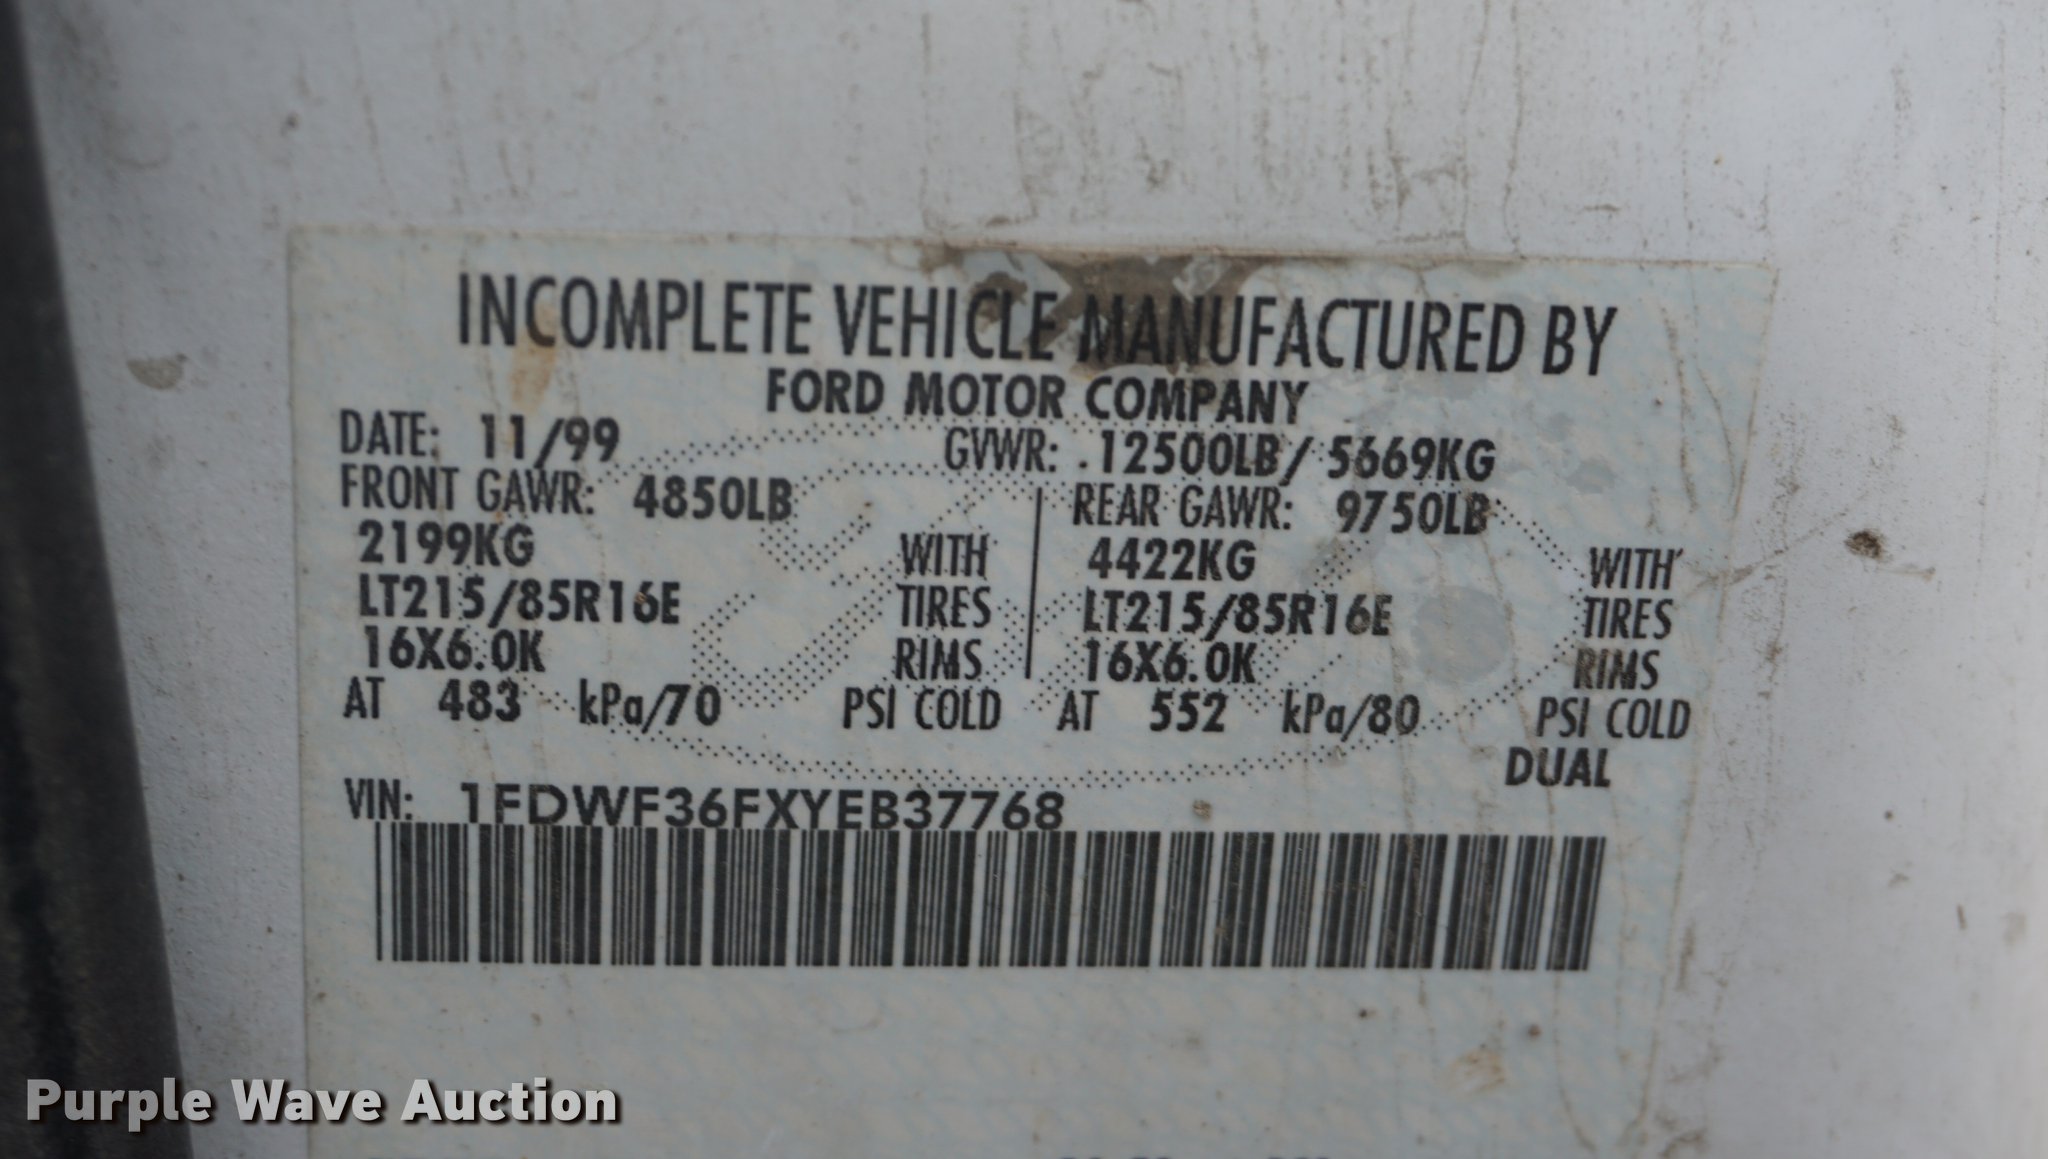 INCOMPLETE VEHICLE MANUFACTURED BY
FORD MOTOR COMPANY
DATE: 11/99 GVWR: .12500LB/ 5669KG
FRONT GAWR: 4850LB REAR GAWR: 9750LB
2199KG WITH 4422KG WITH
LT215/85R16E TIRES LT215/85R16E TIRES
16X6.0K RIMS 16X6.0K RIMS
AT 483 kPa/70 PSI COLD AT 552 kPa/80 PSI COLD
DUAL
VIN: 1FDWF36FXYEB37768
Purple Wave Auction